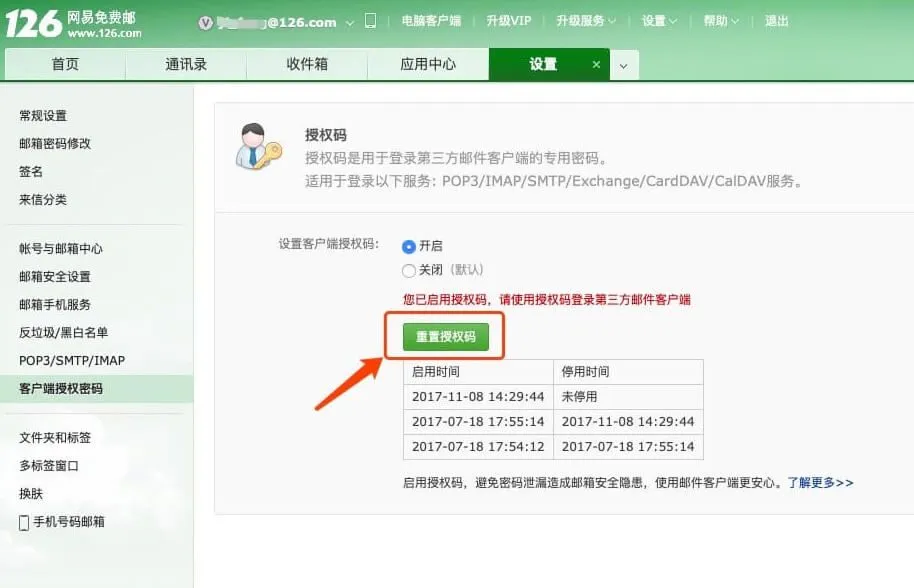 126 网易免费邮
www.126.com
@126.com
电脑客户端 升级VIP 升级服务 设置 帮助 退出
首页 通讯录 收件箱 应用中心 设置 ×
常规设置
邮箱密码修改
签名
来信分类
帐号与邮箱中心
邮箱安全设置
邮箱手机服务
反垃圾/黑白名单
POP3/SMTP/IMAP
客户端授权密码
文件夹和标签
多标签窗口
换肤
手机号码邮箱
授权码
授权码是用于登录第三方邮件客户端的专用密码。
适用于登录以下服务：POP3/IMAP/SMTP/Exchange/CardDAV/CalDAV服务。
设置客户端授权码： 开启
关闭（默认）
您已启用授权码，请使用授权码登录第三方邮件客户端
重置授权码
启用时间 停用时间
2017-11-08 14:29:44 未停用
2017-07-18 17:55:14 2017-11-08 14:29:44
2017-07-18 17:54:12 2017-07-18 17:55:14
启用授权码，避免密码泄漏造成邮箱安全隐患，使用邮件客户端更安心。了解更多>>